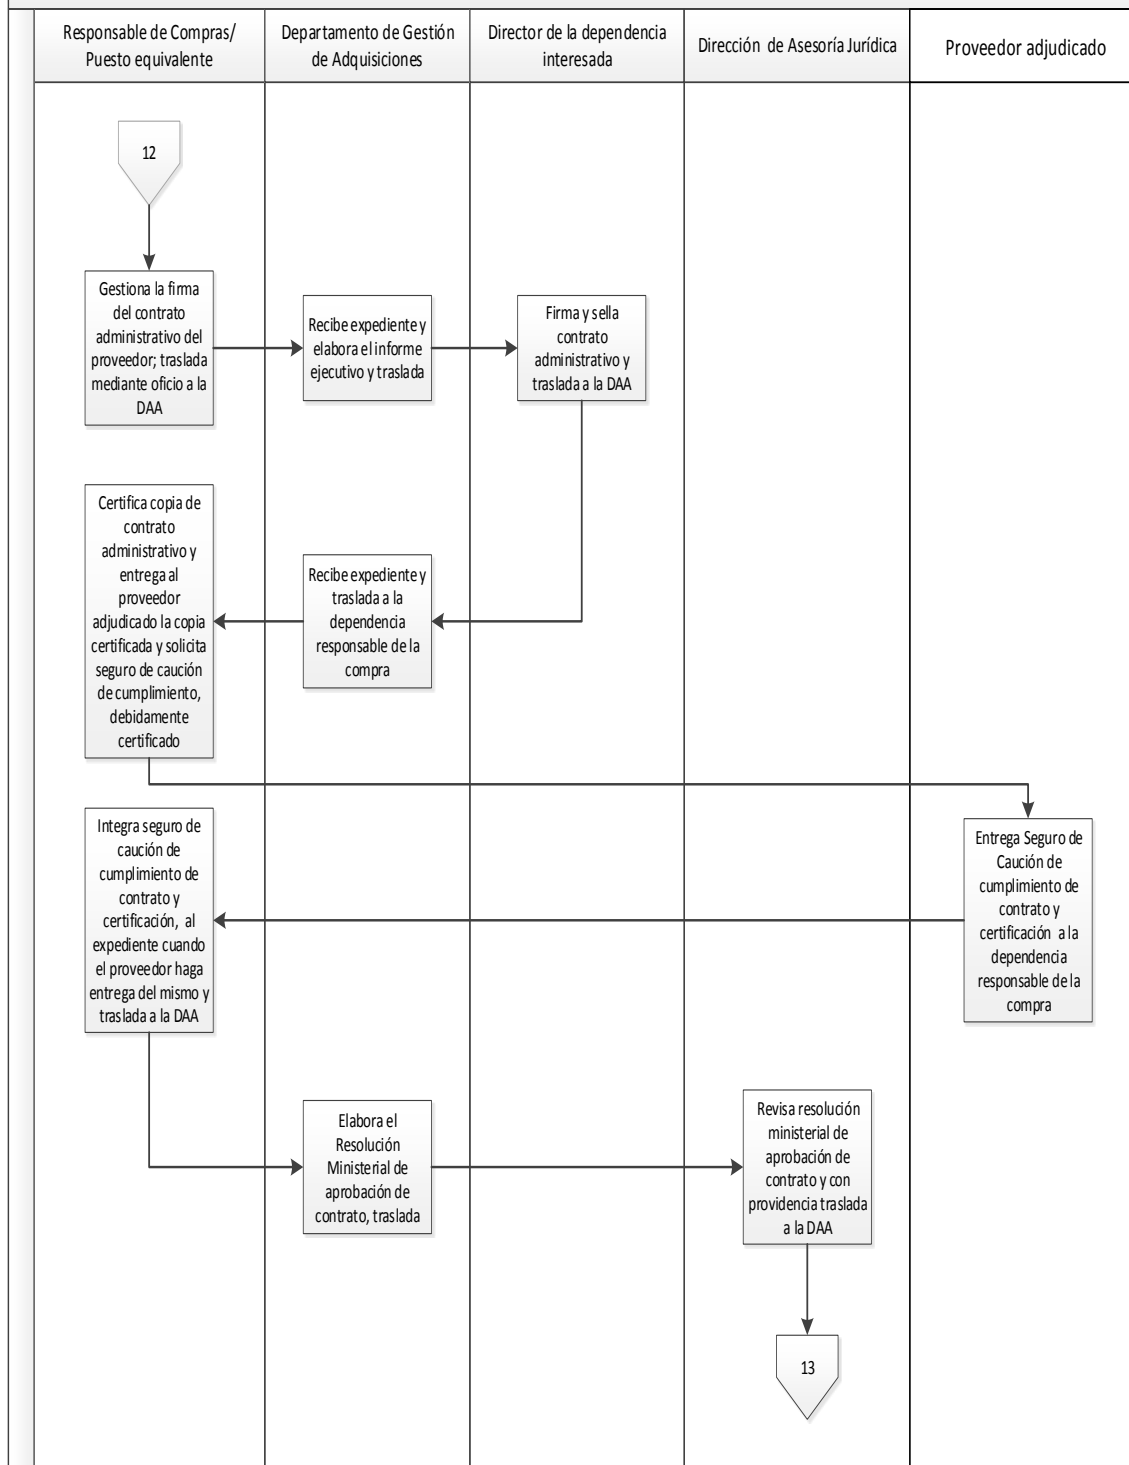 Responsable de Compras/
Puesto equivalente
Departamento de Gestión
de Adquisiciones
Director de la dependencia
interesada
Dirección de Asesoría Jurídica
Proveedor adjudicado
12
Gestiona la firma
del contrato
administrativo del
proveedor; traslada
mediante oficio a la
DAA
Recibe expediente y
elabora el informe
ejecutivo y traslada
Firma y sella
contrato
administrativo y
traslada a la DAA
Certifica copia de
contrato
administrativo y
entrega al
proveedor
adjudicado la copia
certificada y solicita
seguro de caución
de cumplimiento,
debidamente
certificado
Recibe expediente y
traslada a la
dependencia
responsable de la
compra
Integra seguro de
caución de
cumplimiento de
contrato y
certificación, al
expediente cuando
el proveedor haga
entrega del mismo y
traslada a la DAA
Entrega Seguro de
Caución de
cumplimiento de
contrato y
certificación a la
dependencia
responsable de la
compra
Elabora el
Resolución
Ministerial de
aprobación de
contrato, traslada
Revisa resolución
ministerial de
aprobación de
contrato y con
providencia traslada
a la DAA
13